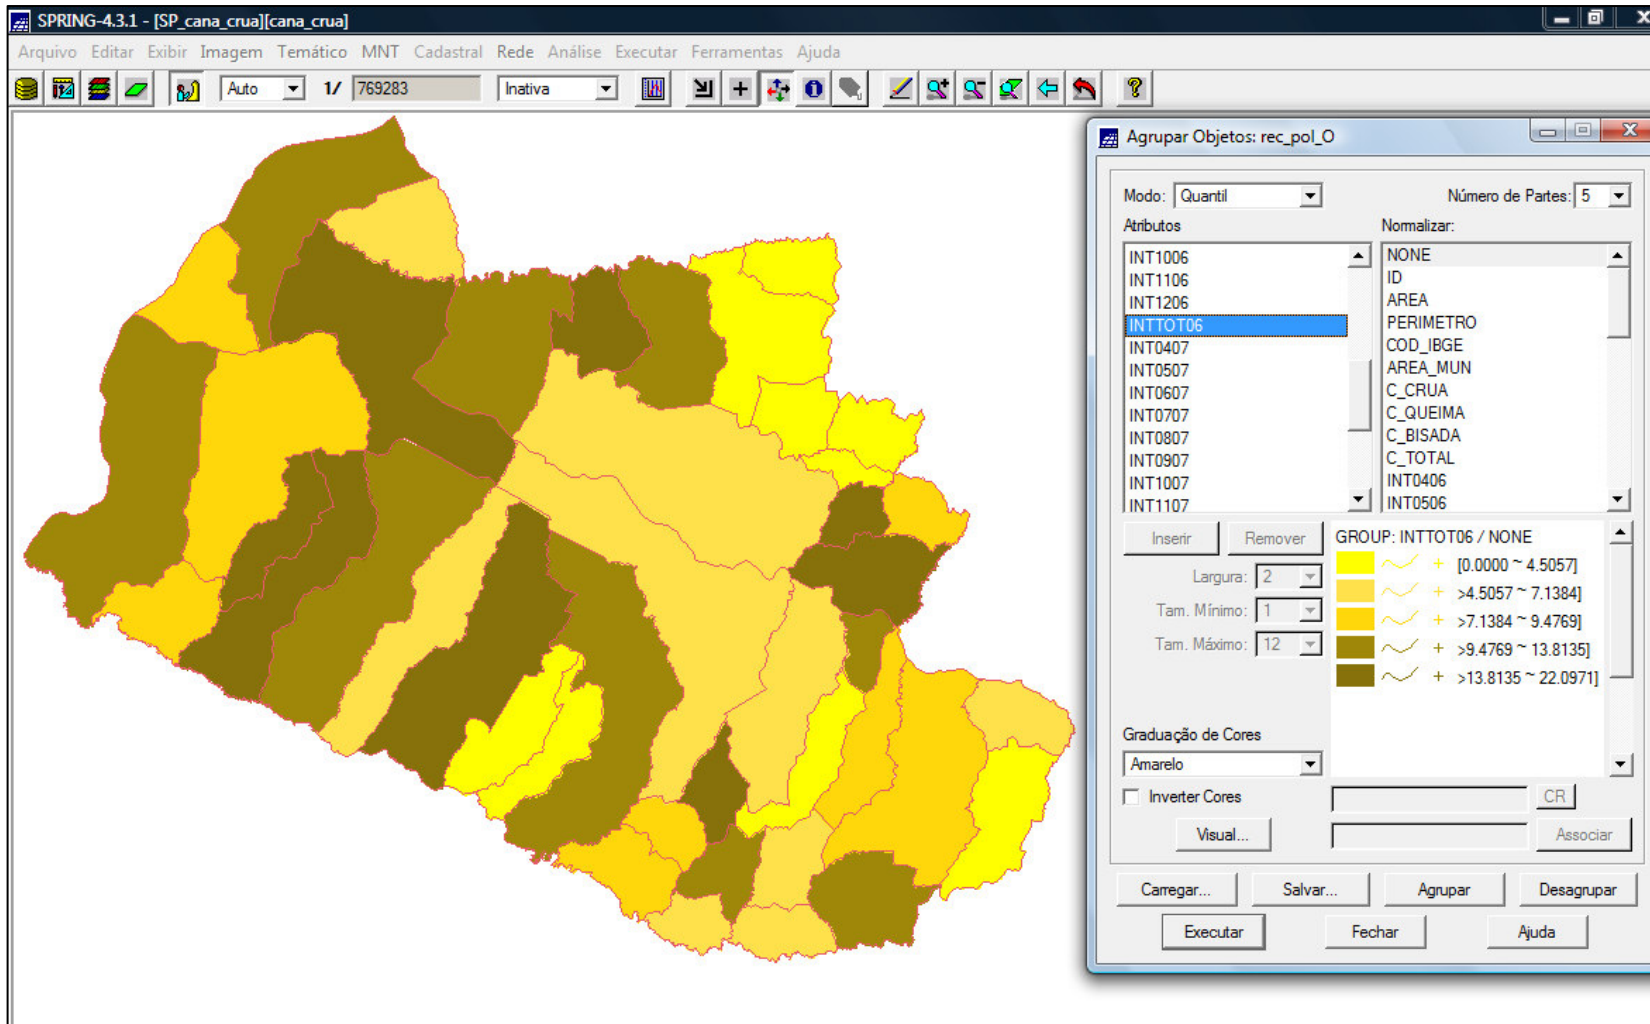 SPRING-4.3.1 - [SP_cana_crua][cana_crua]
Arquivo Editar Exibir Imagem Temático MNT Cadastral Rede Análise Executar Ferramentas Ajuda
Auto 1/ 769283 Inativa
Agrupar Objetos: rec_pol_O
Modo: Quantil Número de Partes: 5
Atributos Normalizar:
INT1006 NONE
INT1106 ID
INT1206 AREA
INTTOT06 PERIMETRO
INT0407 COD_IBGE
INT0507 AREA_MUN
INT0607 C_CRUA
INT0707 C_QUEIMA
INT0807 C_BISADA
INT0907 C_TOTAL
INT1007 INT0406
INT1107 INT0506
Inserir Remover GROUP: INTTOT06 / NONE
[0.0000 ~ 4.5057]
Largura: 2 >4.5057 ~ 7.1384]
Tam. Mínimo: 1 >7.1384 ~ 9.4769]
Tam. Máximo: 12 >9.4769 ~ 13.8135]
>13.8135 ~ 22.0971]
Graduação de Cores
Amarelo
Inverter Cores CR
Visual... Associar
Carregar... Salvar... Agrupar Desagrupar
Executar Fechar Ajuda